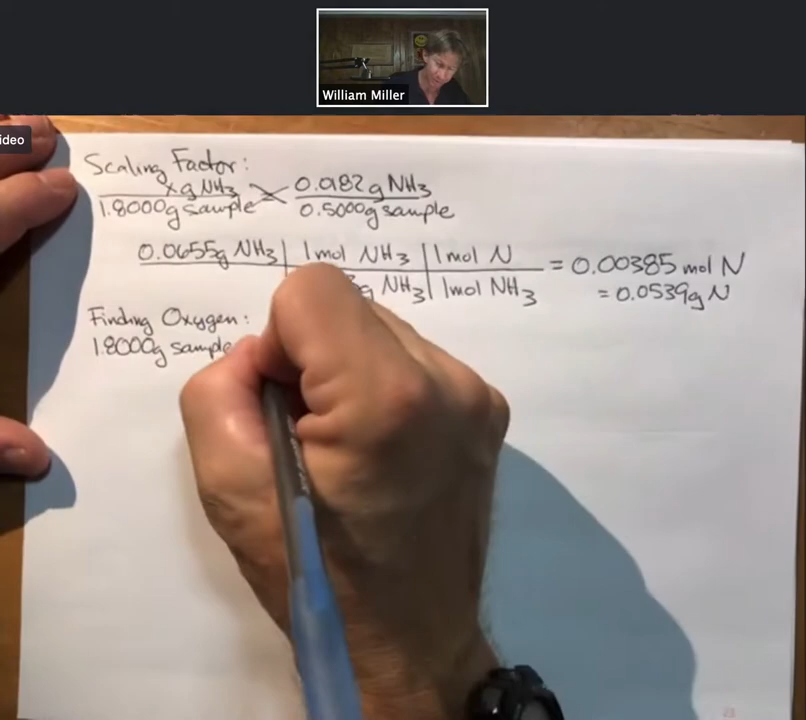 William Miller
ideo
Scaling Factor:
x g NH3 / 1.8000g sample 0.0182g NH3 / 0.5000g sample
0.0655g NH3 | 1mol NH3 | 1mol N = 0.00385 mol N
g NH3 | 1mol NH3 = 0.0539g N
Finding Oxygen:
1.8000g sample